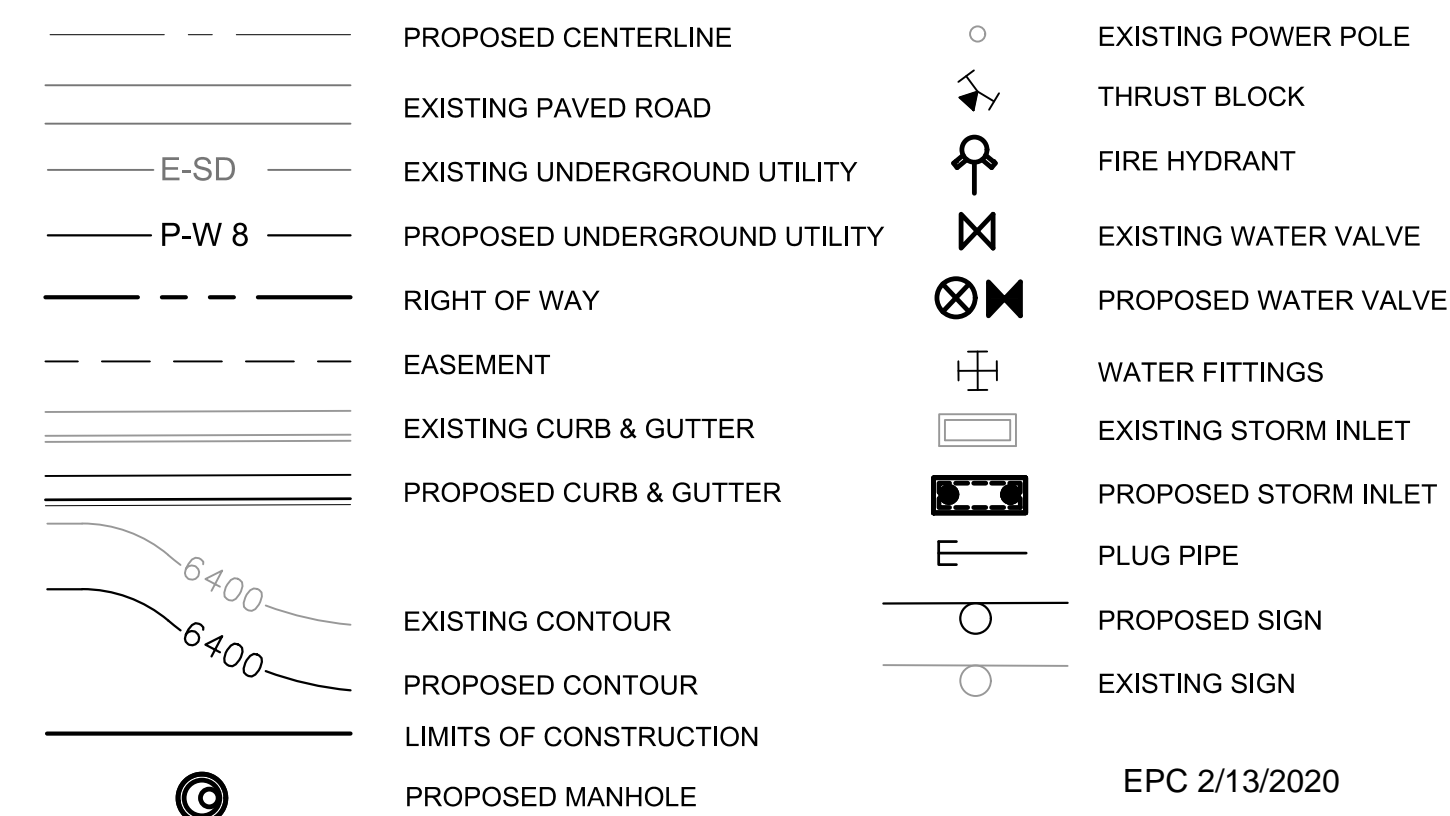 PROPOSED CENTERLINE
EXISTING PAVED ROAD
E-SD EXISTING UNDERGROUND UTILITY
P-W 8 PROPOSED UNDERGROUND UTILITY
RIGHT OF WAY
EASEMENT
EXISTING CURB & GUTTER
PROPOSED CURB & GUTTER
6400 EXISTING CONTOUR
6400 PROPOSED CONTOUR
LIMITS OF CONSTRUCTION
PROPOSED MANHOLE
EXISTING POWER POLE
THRUST BLOCK
FIRE HYDRANT
EXISTING WATER VALVE
PROPOSED WATER VALVE
WATER FITTINGS
EXISTING STORM INLET
PROPOSED STORM INLET
PLUG PIPE
PROPOSED SIGN
EXISTING SIGN
EPC 2/13/2020